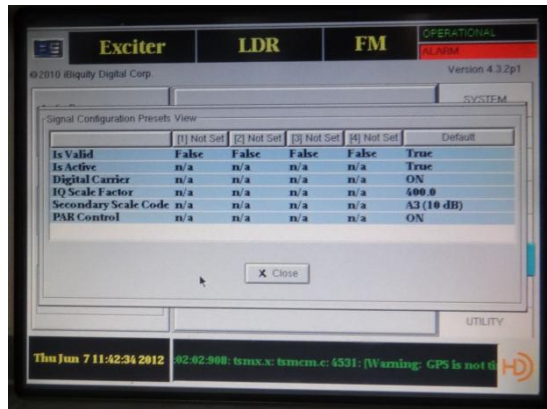 Exciter LDR FM OPERATIONAL
ALARM
©2010 iBiquity Digital Corp. Version 4.3.2p1
SYSTEM
Signal Configuration Presets View
[1] Not Set [2] Not Set [3] Not Set [4] Not Set Default
Is Valid False False False False True
Is Active n/a n/a n/a n/a True
Digital Carrier n/a n/a n/a n/a ON
IQ Scale Factor n/a n/a n/a n/a 400.0
Secondary Scale Code n/a n/a n/a n/a A3 (10 dB)
PAR Control n/a n/a n/a n/a ON
X Close
UTILITY
Thu Jun 7 11:42:34 2012 :02:02:908: tsmx.x: tsmcm.c: 4531: [Warning: GPS is not
HD